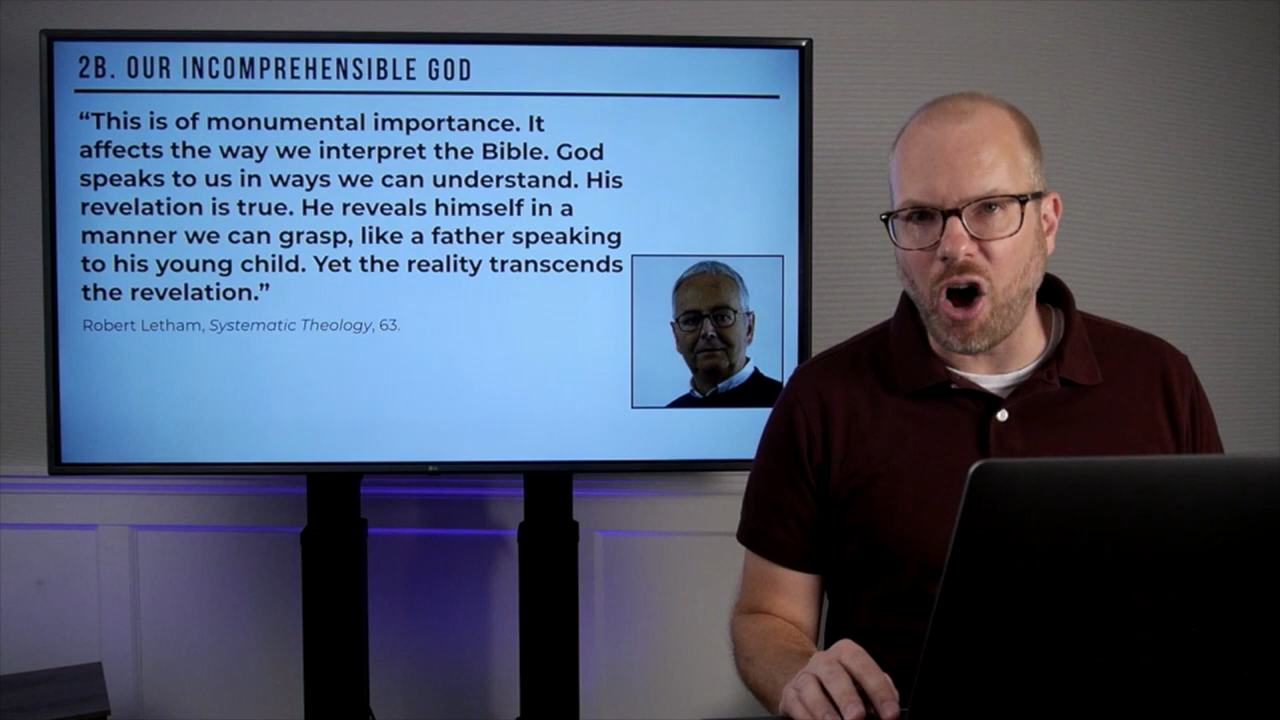 2B. OUR INCOMPREHENSIBLE GOD
“This is of monumental importance. It
affects the way we interpret the Bible. God
speaks to us in ways we can understand. His
revelation is true. He reveals himself in a
manner we can grasp, like a father speaking
to his young child. Yet the reality transcends
the revelation.”
Robert Letham, Systematic Theology, 63.
LG